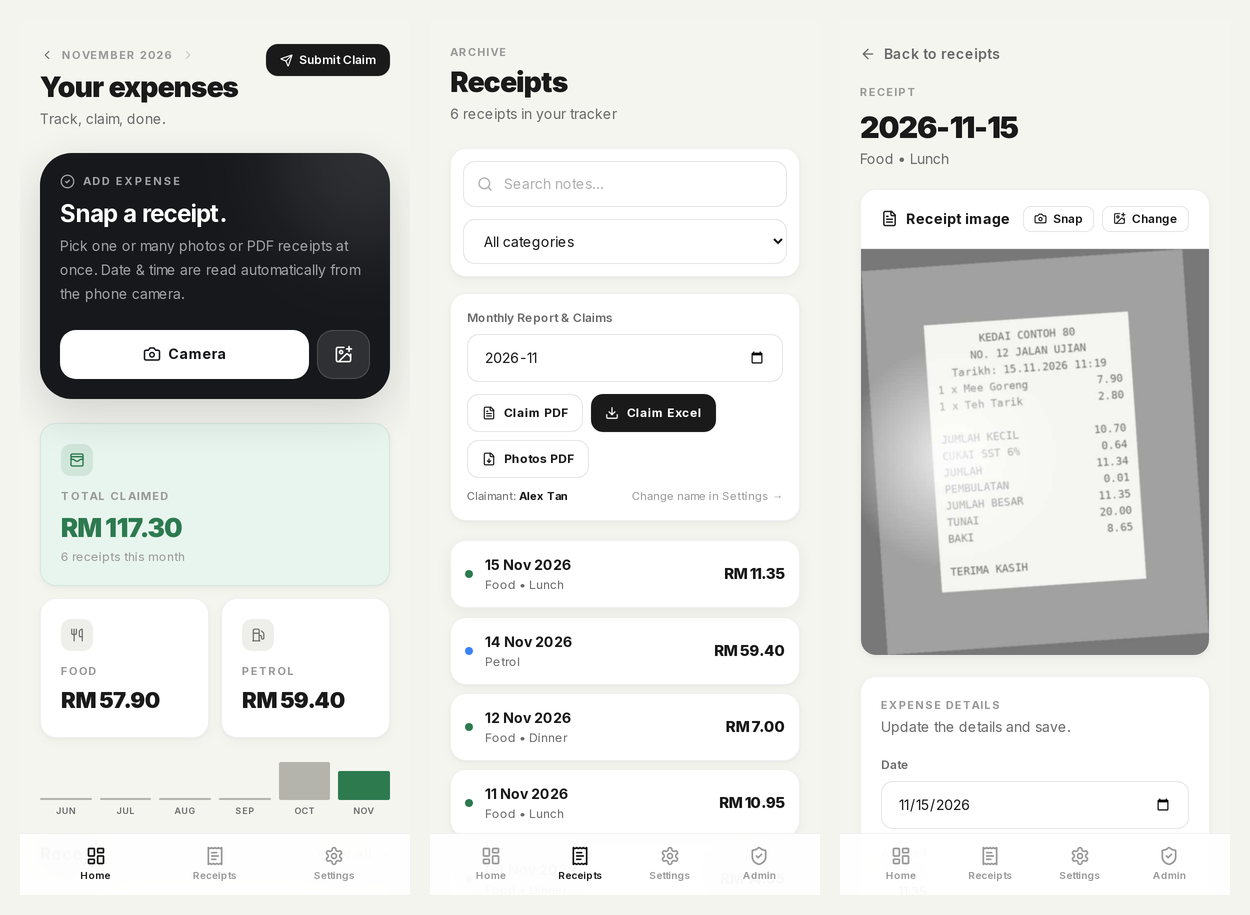 NOVEMBER 2026
Submit Claim
Your expenses
Track, claim, done.
ADD EXPENSE
Snap a receipt.
Pick one or many photos or PDF receipts at
once. Date & time are read automatically from
the phone camera.
Camera
TOTAL CLAIMED
RM 117.30
6 receipts this month
FOOD
RM 57.90
PETROL
RM 59.40
JUN JUL AUG SEP OCT NOV
Home Receipts Settings
ARCHIVE
Receipts
6 receipts in your tracker
Search notes...
All categories
Monthly Report & Claims
2026-11
Claim PDF
Claim Excel
Photos PDF
Claimant: Alex Tan
Change name in Settings →
15 Nov 2026
Food • Lunch
RM 11.35
14 Nov 2026
Petrol
RM 59.40
12 Nov 2026
Food • Dinner
RM 7.00
11 Nov 2026
Food • Lunch
RM 10.95
Home Receipts Settings Admin
← Back to receipts
RECEIPT
2026-11-15
Food • Lunch
Receipt image
Snap
Change
KEDAI CONTOH 80
NO. 12 JALAN UJIAN
Tarikh: 15.11.2026 11:19
1 x Mee Goreng 7.90
1 x Teh Tarik 2.80
JUMLAH KECIL 10.70
CUKAI SST 6% 0.64
JUMLAH 11.34
PEMBULATAN 0.01
JUMLAH BESAR 11.35
TUNAI 20.00
BAKI 8.65
TERIMA KASIH
EXPENSE DETAILS
Update the details and save.
Date
11/15/2026
Home Receipts Settings Admin